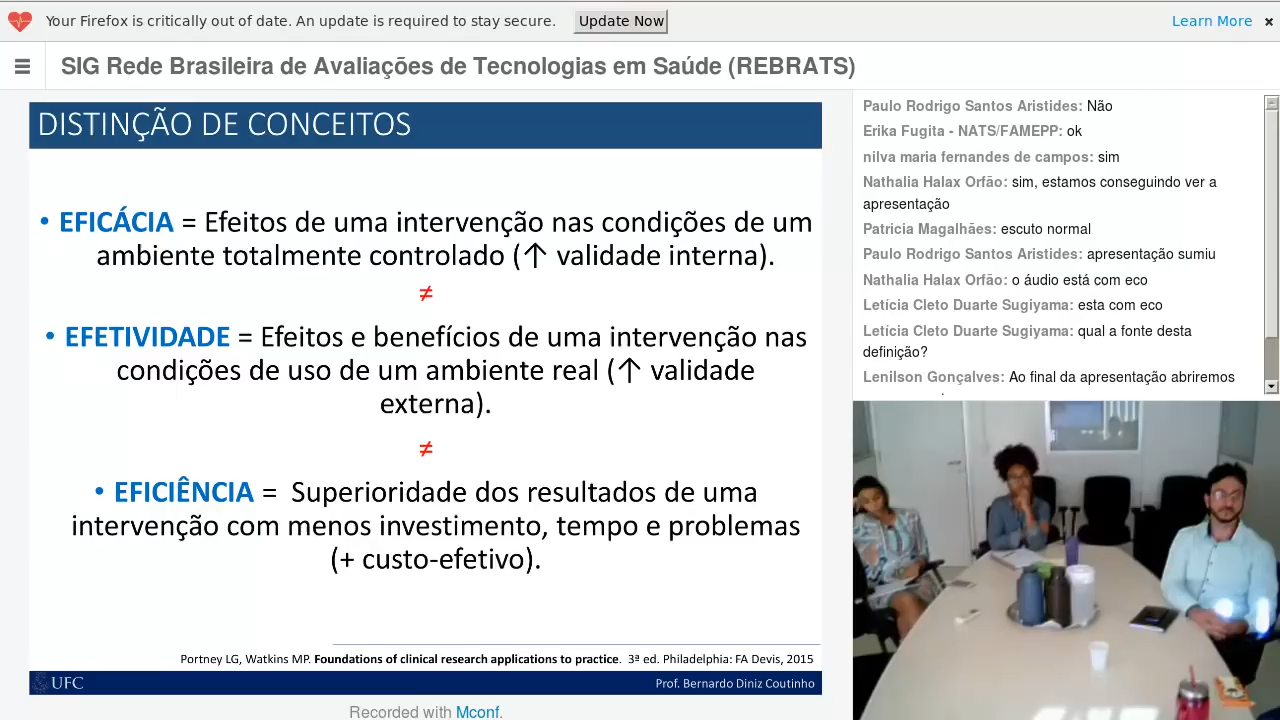 Your Firefox is critically out of date. An update is required to stay secure.
Update Now
Learn More
SIG Rede Brasileira de Avaliações de Tecnologias em Saúde (REBRATS)
DISTINÇÃO DE CONCEITOS
• EFICÁCIA = Efeitos de uma intervenção nas condições de um
ambiente totalmente controlado (↑ validade interna).
≠
• EFETIVIDADE = Efeitos e benefícios de uma intervenção nas
condições de uso de um ambiente real (↑ validade
externa).
≠
• EFICIÊNCIA = Superioridade dos resultados de uma
intervenção com menos investimento, tempo e problemas
(+ custo-efetivo).
Portney LG, Watkins MP. Foundations of clinical research applications to practice. 3ª ed. Philadelphia: FA Devis, 2015
UFC
Prof. Bernardo Diniz Coutinho
Recorded with Mconf.
Paulo Rodrigo Santos Aristides: Não
Erika Fugita - NATS/FAMEPP: ok
nilva maria fernandes de campos: sim
Nathalia Halax Orfão: sim, estamos conseguindo ver a
apresentação
Patricia Magalhães: escuto normal
Paulo Rodrigo Santos Aristides: apresentação sumiu
Nathalia Halax Orfão: o áudio está com eco
Letícia Cleto Duarte Sugiyama: esta com eco
Letícia Cleto Duarte Sugiyama: qual a fonte desta
definição?
Lenilson Gonçalves: Ao final da apresentação abriremos